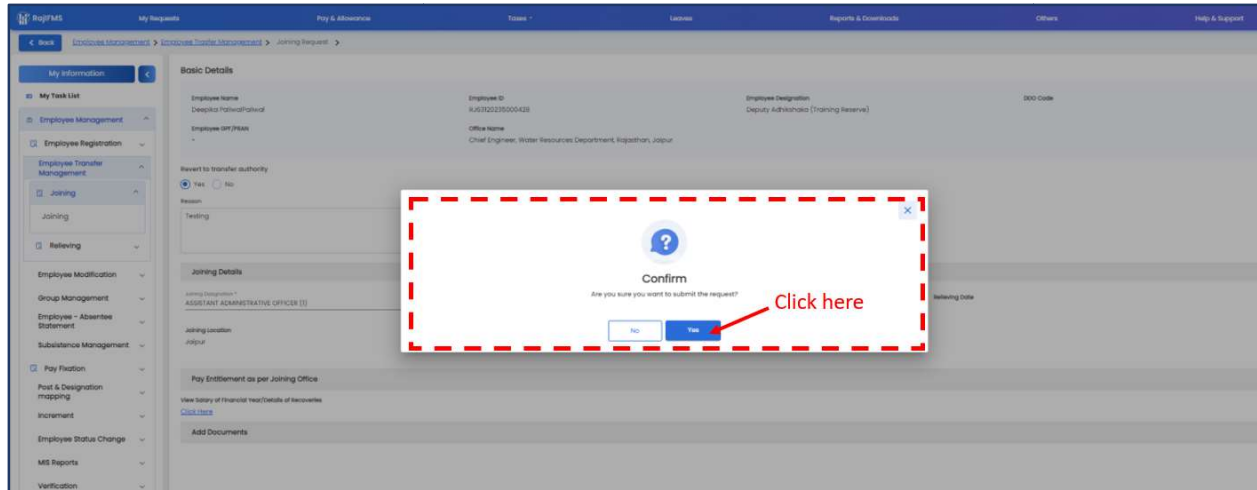 RajIFMS My Requests Pay & Allowance Taxes Leaves Reports & Downloads Others Help & Support
Back Employee Management > Employee Trasfer Management > Joining Request >
My Information
Basic Details
My Task List
Employee Name Employee ID Employee Designation DDO Code
Deepika PaliwalPaliwal RJS3120235000428 Deputy Adhikshaka (Training Reserve)
Employee Management
Employee GPF/PRAN Office Name
- Chief Engineer, Water Resources Department, Rajasthan, Jaipur
Employee Registration
Employee Transfer
Management
Revert to transfer authority
Yes No
Joining
Reason
Testing
Joining
Relieving
Confirm
Are you sure you want to submit the request?
Click here
No Yes
Employee Modification
Joining Details
Group Management
Joining Designation *
ASSISTANT ADMINISTRATIVE OFFICER (1)
Relieving Date
Employee - Absentee
Statement
Joining Location
Jaipur
Subsistence Management
Pay Fixation
Pay Entitlement as per Joining Office
Post & Designation
mapping
View Salary of Financial Year/Details of Recoveries
Click Here
Increment
Add Documents
Employee Status Change
MIS Reports
Verification